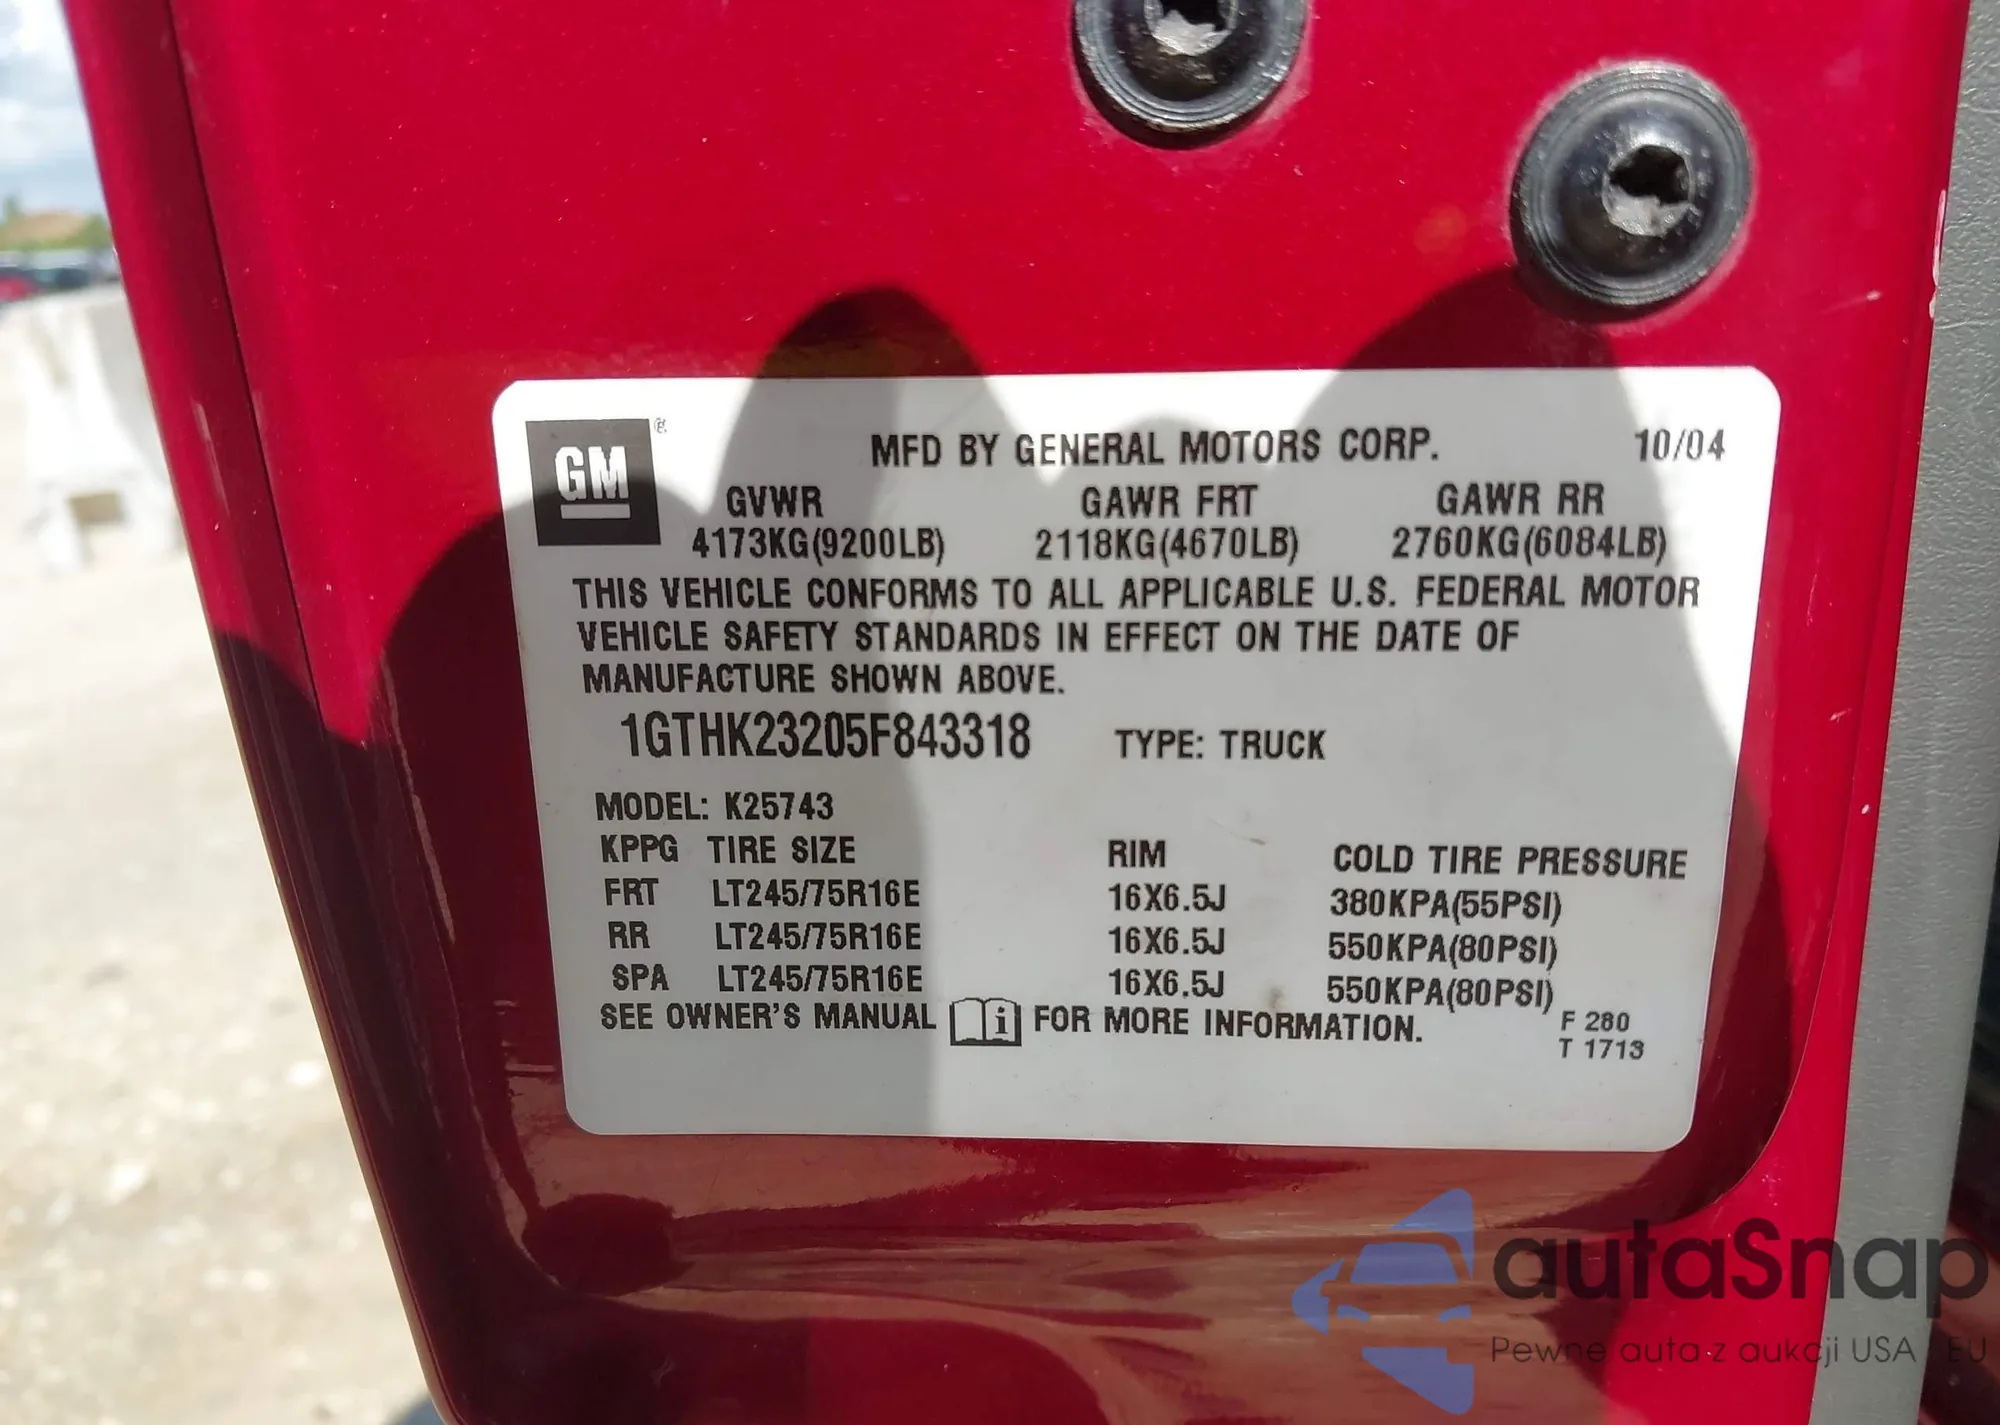 GM ® MFD BY GENERAL MOTORS CORP. 10/04
GVWR GAWR FRT GAWR RR
4173KG(9200LB) 2118KG(4670LB) 2760KG(6084LB)
THIS VEHICLE CONFORMS TO ALL APPLICABLE U.S. FEDERAL MOTOR
VEHICLE SAFETY STANDARDS IN EFFECT ON THE DATE OF
MANUFACTURE SHOWN ABOVE.
1GTHK23205F843318 TYPE: TRUCK
MODEL: K25743
KPPG TIRE SIZE RIM COLD TIRE PRESSURE
FRT LT245/75R16E 16X6.5J 380KPA(55PSI)
RR LT245/75R16E 16X6.5J 550KPA(80PSI)
SPA LT245/75R16E 16X6.5J 550KPA(80PSI)
SEE OWNER'S MANUAL i FOR MORE INFORMATION. F 280
T 1713
autaSnap
Pewne auta z aukcji USA i EU